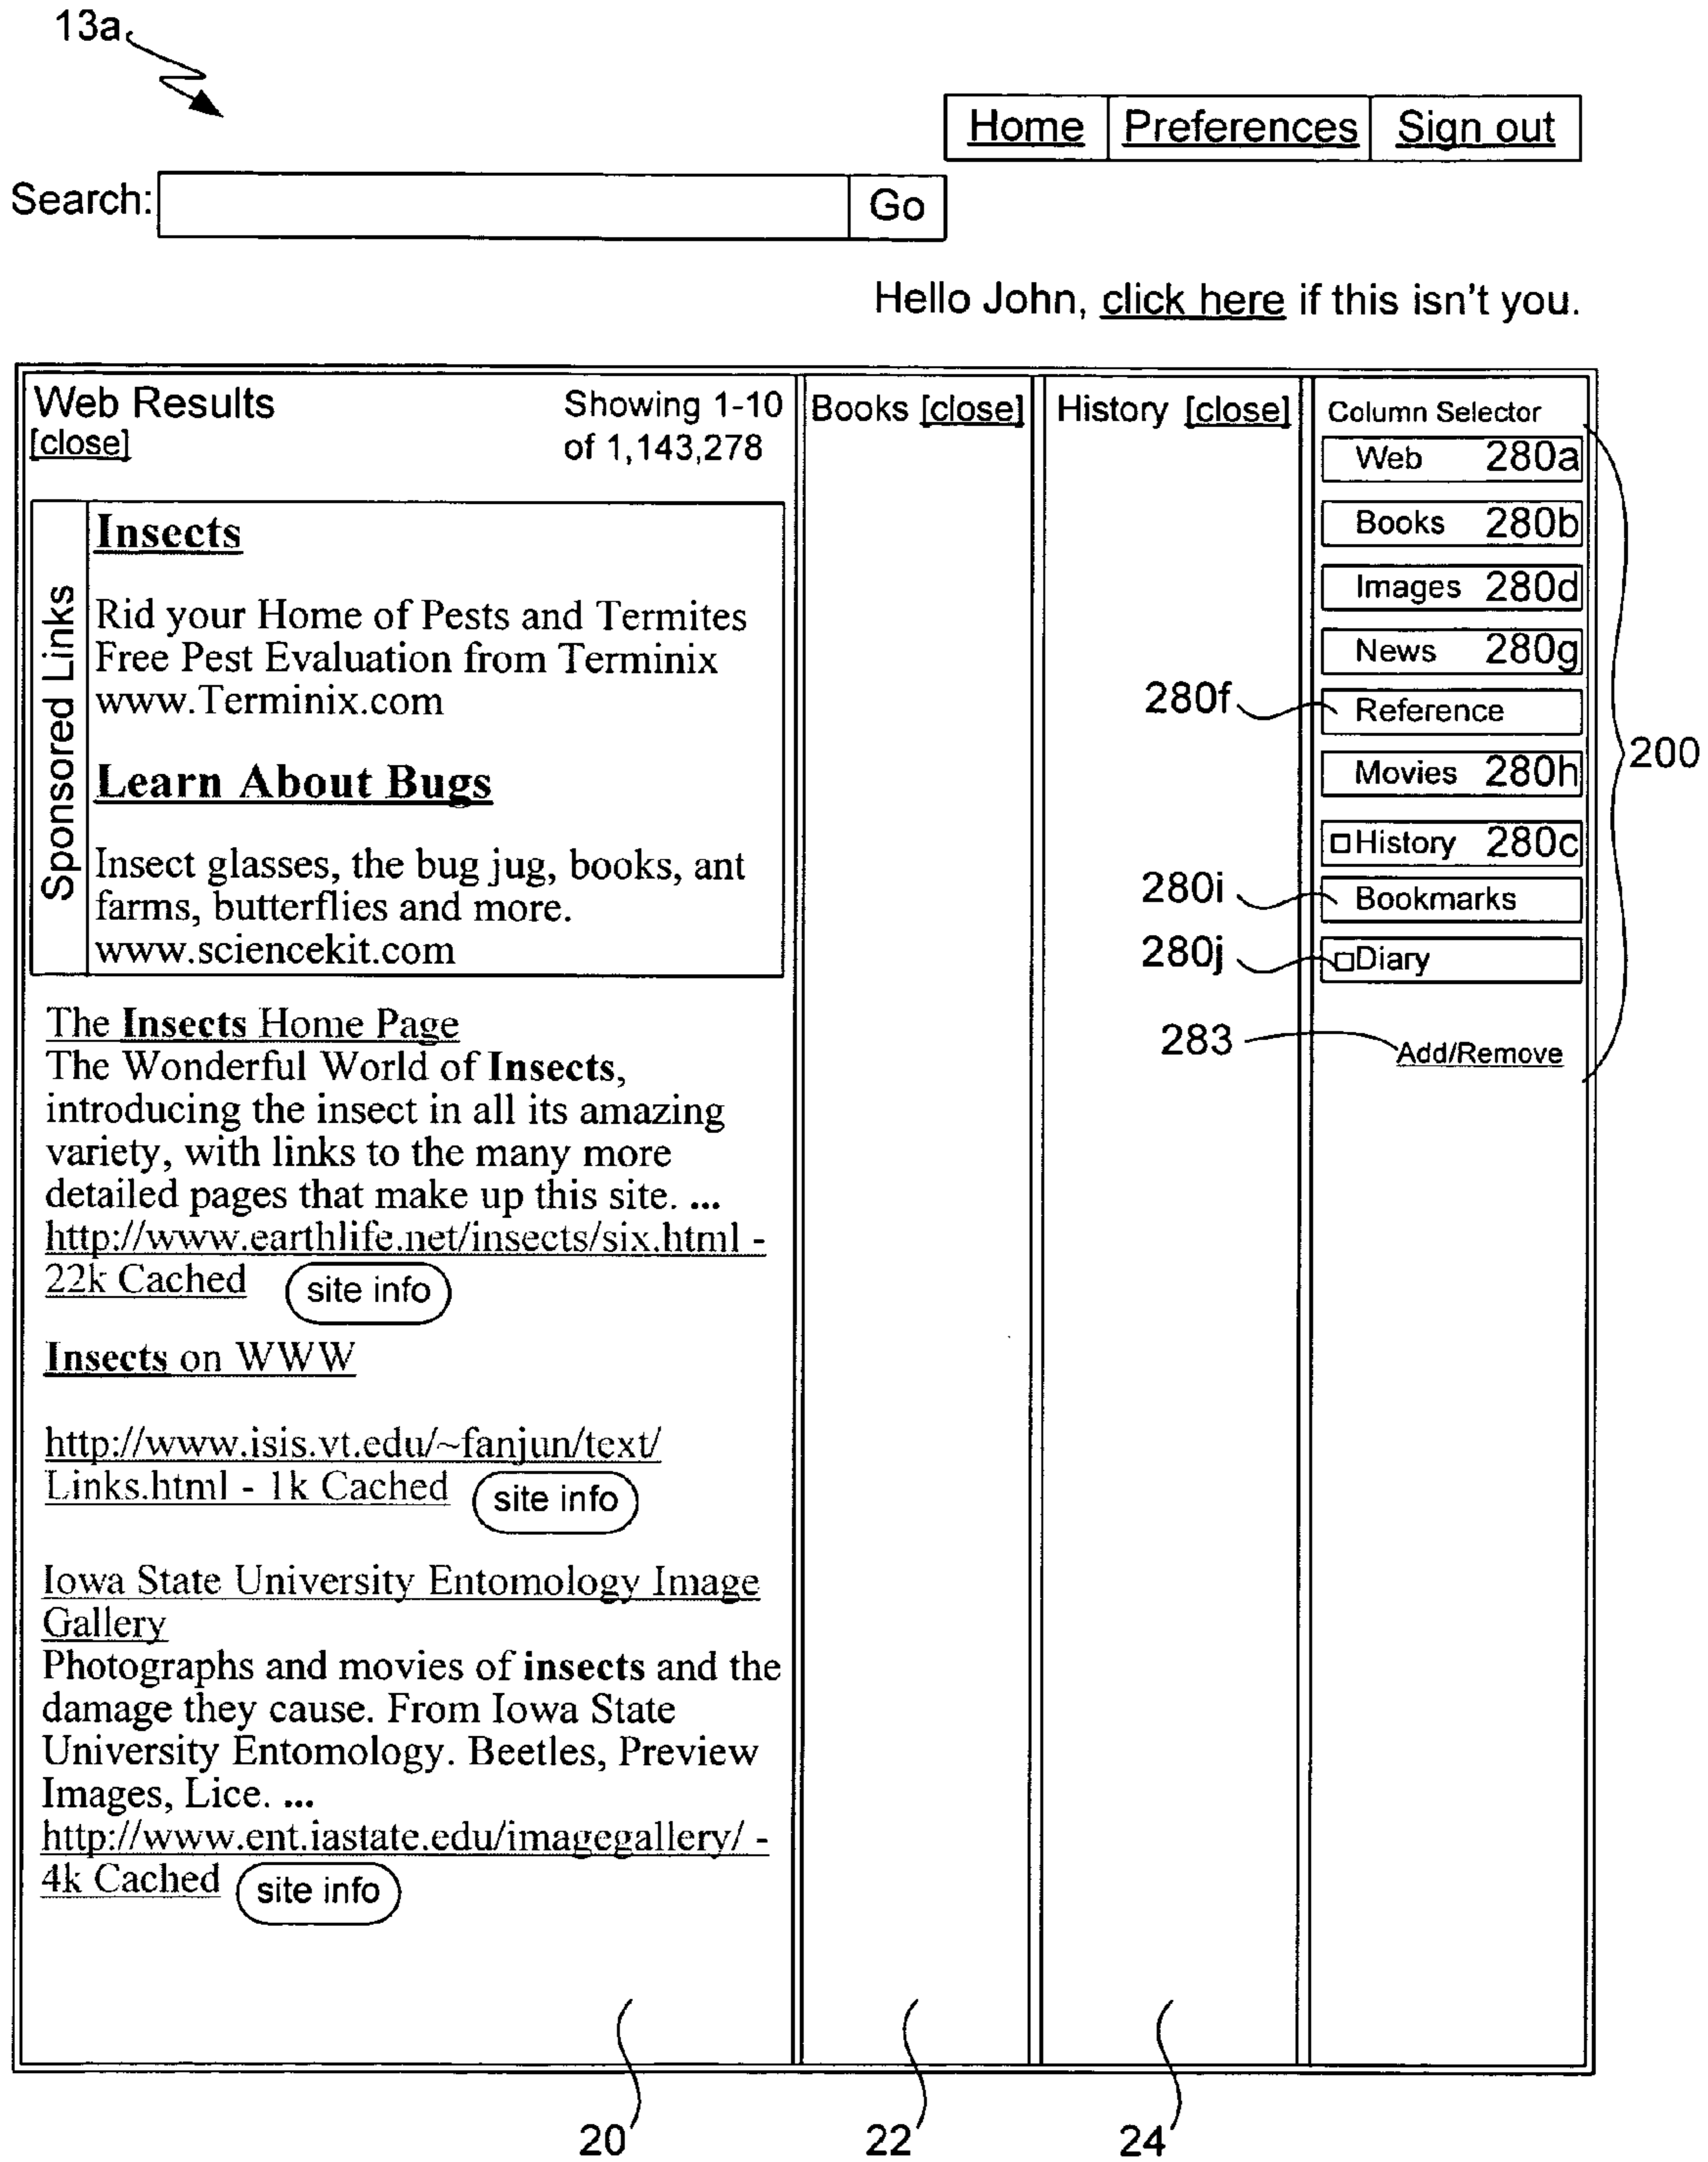 13a
Home Preferences Sign out
Search: Go
Hello John, click here if this isn't you.
Web Results
[close]
Showing 1-10
of 1,143,278
Sponsored Links
Insects
Rid your Home of Pests and Termites
Free Pest Evaluation from Terminix
www.Terminix.com
Learn About Bugs
Insect glasses, the bug jug, books, ant
farms, butterflies and more.
www.sciencekit.com
The Insects Home Page
The Wonderful World of Insects,
introducing the insect in all its amazing
variety, with links to the many more
detailed pages that make up this site. ...
http://www.earthlife.net/insects/six.html -
22k Cached site info
Insects on WWW
http://www.isis.vt.edu/~fanjun/text/
Links.html - 1k Cached site info
Iowa State University Entomology Image
Gallery
Photographs and movies of insects and the
damage they cause. From Iowa State
University Entomology. Beetles, Preview
Images, Lice. ...
http://www.ent.iastate.edu/imagegallery/ -
4k Cached site info
Books [close]
History [close]
Column Selector
Web 280a
Books 280b
Images 280d
News 280g
280f Reference
Movies 280h
History 280c
280i Bookmarks
280j Diary
283 Add/Remove
200
20 22 24